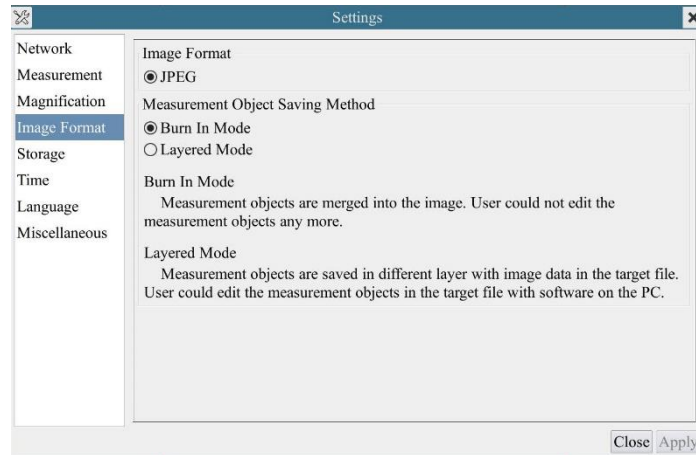 Settings
Network
Measurement
Magnification
Image Format
Storage
Time
Language
Miscellaneous
Image Format
JPEG
Measurement Object Saving Method
Burn In Mode
Layered Mode
Burn In Mode
Measurement objects are merged into the image. User could not edit the
measurement objects any more.
Layered Mode
Measurement objects are saved in different layer with image data in the target file.
User could edit the measurement objects in the target file with software on the PC.
Close Apply